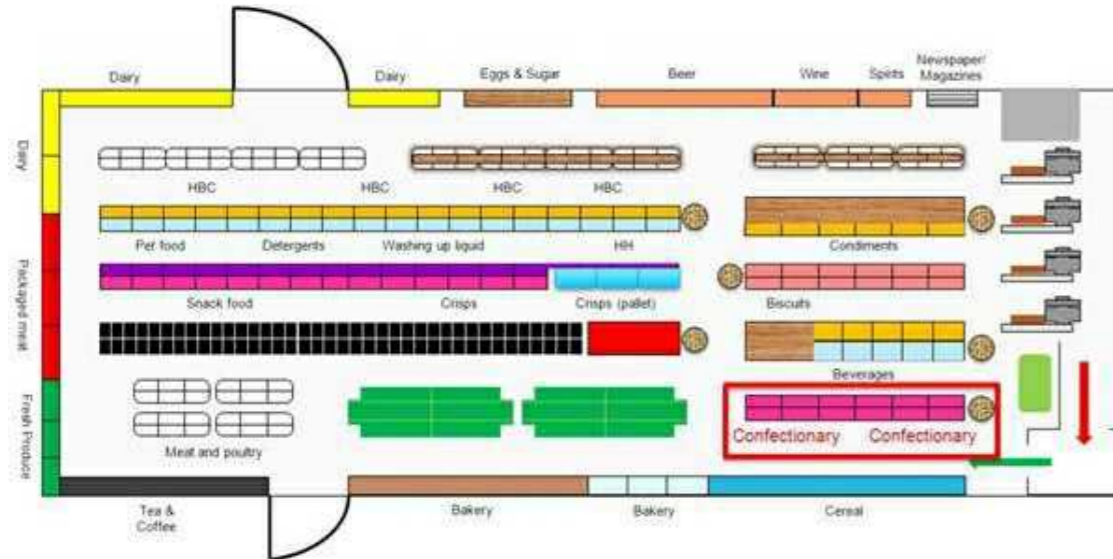 Newspaper/
Magazines
Dairy
Dairy
Eggs & Sugar
Beer
Wine
Spirits
Dairy
HBC
HBC
HBC
HBC
Pet food
Detergents
Washing up liquid
HH
Condiments
Packaged meat
Snack food
Crisps
Crisps (pallet)
Biscuits
Beverages
Fresh Produce
Confectionary
Confectionary
Meat and poultry
Tea &
Coffee
Bakery
Bakery
Cereal